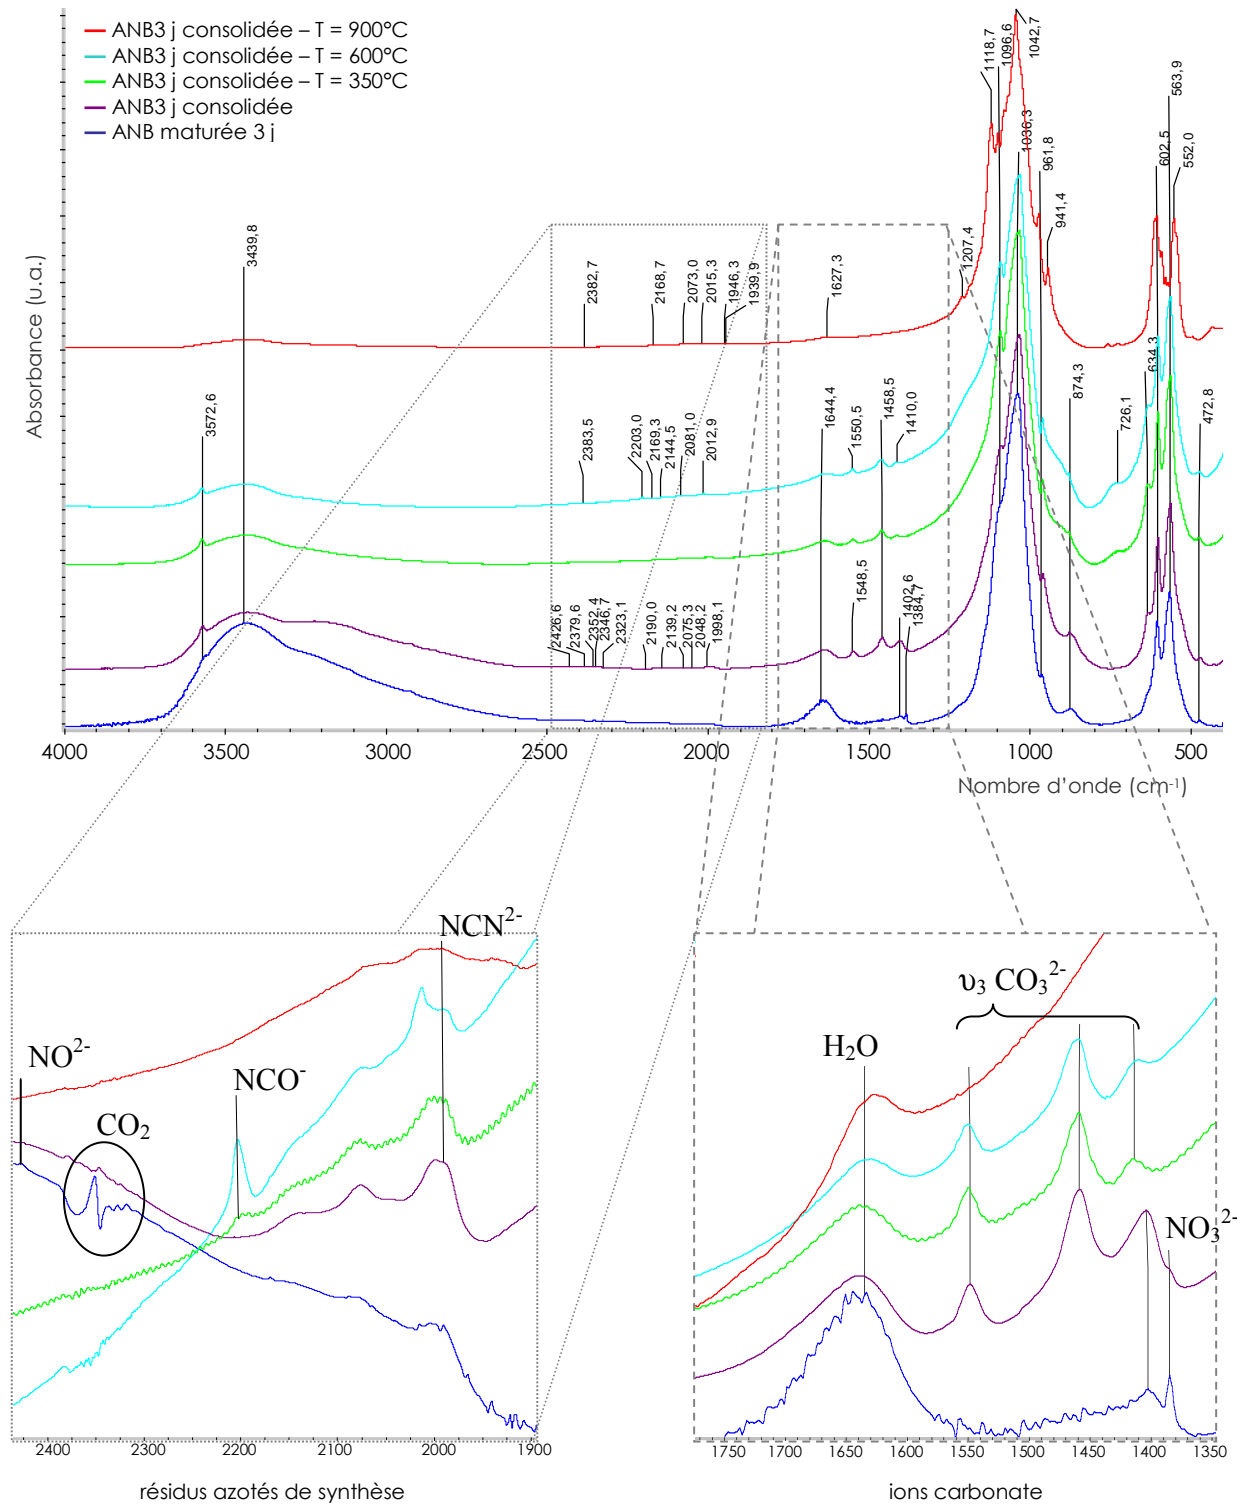 ANB3 j consolidée – T = 900°C
ANB3 j consolidée – T = 600°C
ANB3 j consolidée – T = 350°C
ANB3 j consolidée
ANB maturée 3 j
Absorbance (u.a.)
3439,8
2382,7
2168,7
2073,0
2015,3
1946,3
1939,9
1627,3
1207,4
1118,7
1096,6
1042,7
1036,3
961,8
941,4
602,5
563,9
552,0
3572,6
2383,5
2203,0
2169,3
2144,5
2081,0
2012,9
1644,4
1550,5
1458,5
1410,0
874,3
726,1
634,3
472,8
2426,6
2379,6
2352,4
2346,7
2323,1
2190,0
2139,2
2075,3
2048,2
1998,1
1548,5
1402,6
1384,7
4000 3500 3000 2500 2000 1500 1000 500
Nombre d’onde (cm-1)
NO2-
CO2
NCO-
NCN2-
2400 2300 2200 2100 2000 1900
résidus azotés de synthèse
H2O
υ3 CO32-
NO32-
1750 1700 1650 1600 1550 1500 1450 1400 1350
ions carbonate